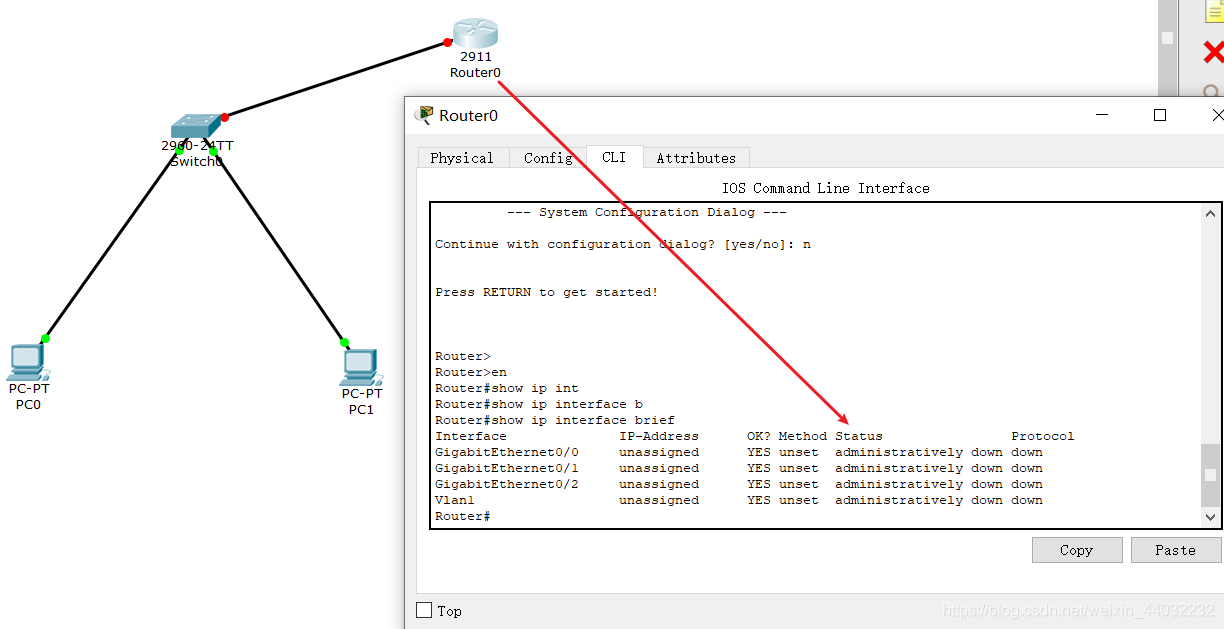 2911
Router0
2960-24TT
Switch0
PC-PT
PC0
PC-PT
PC1
Router0
Physical Config CLI Attributes
IOS Command Line Interface
--- System Configuration Dialog ---
Continue with configuration dialog? [yes/no]: n
Press RETURN to get started!
Router>
Router>en
Router#show ip int
Router#show ip interface b
Router#show ip interface brief
Interface IP-Address OK? Method Status Protocol
GigabitEthernet0/0 unassigned YES unset administratively down down
GigabitEthernet0/1 unassigned YES unset administratively down down
GigabitEthernet0/2 unassigned YES unset administratively down down
Vlan1 unassigned YES unset administratively down down
Router#
Copy Paste
Top
https://blog.csdn.net/weixin_44032232